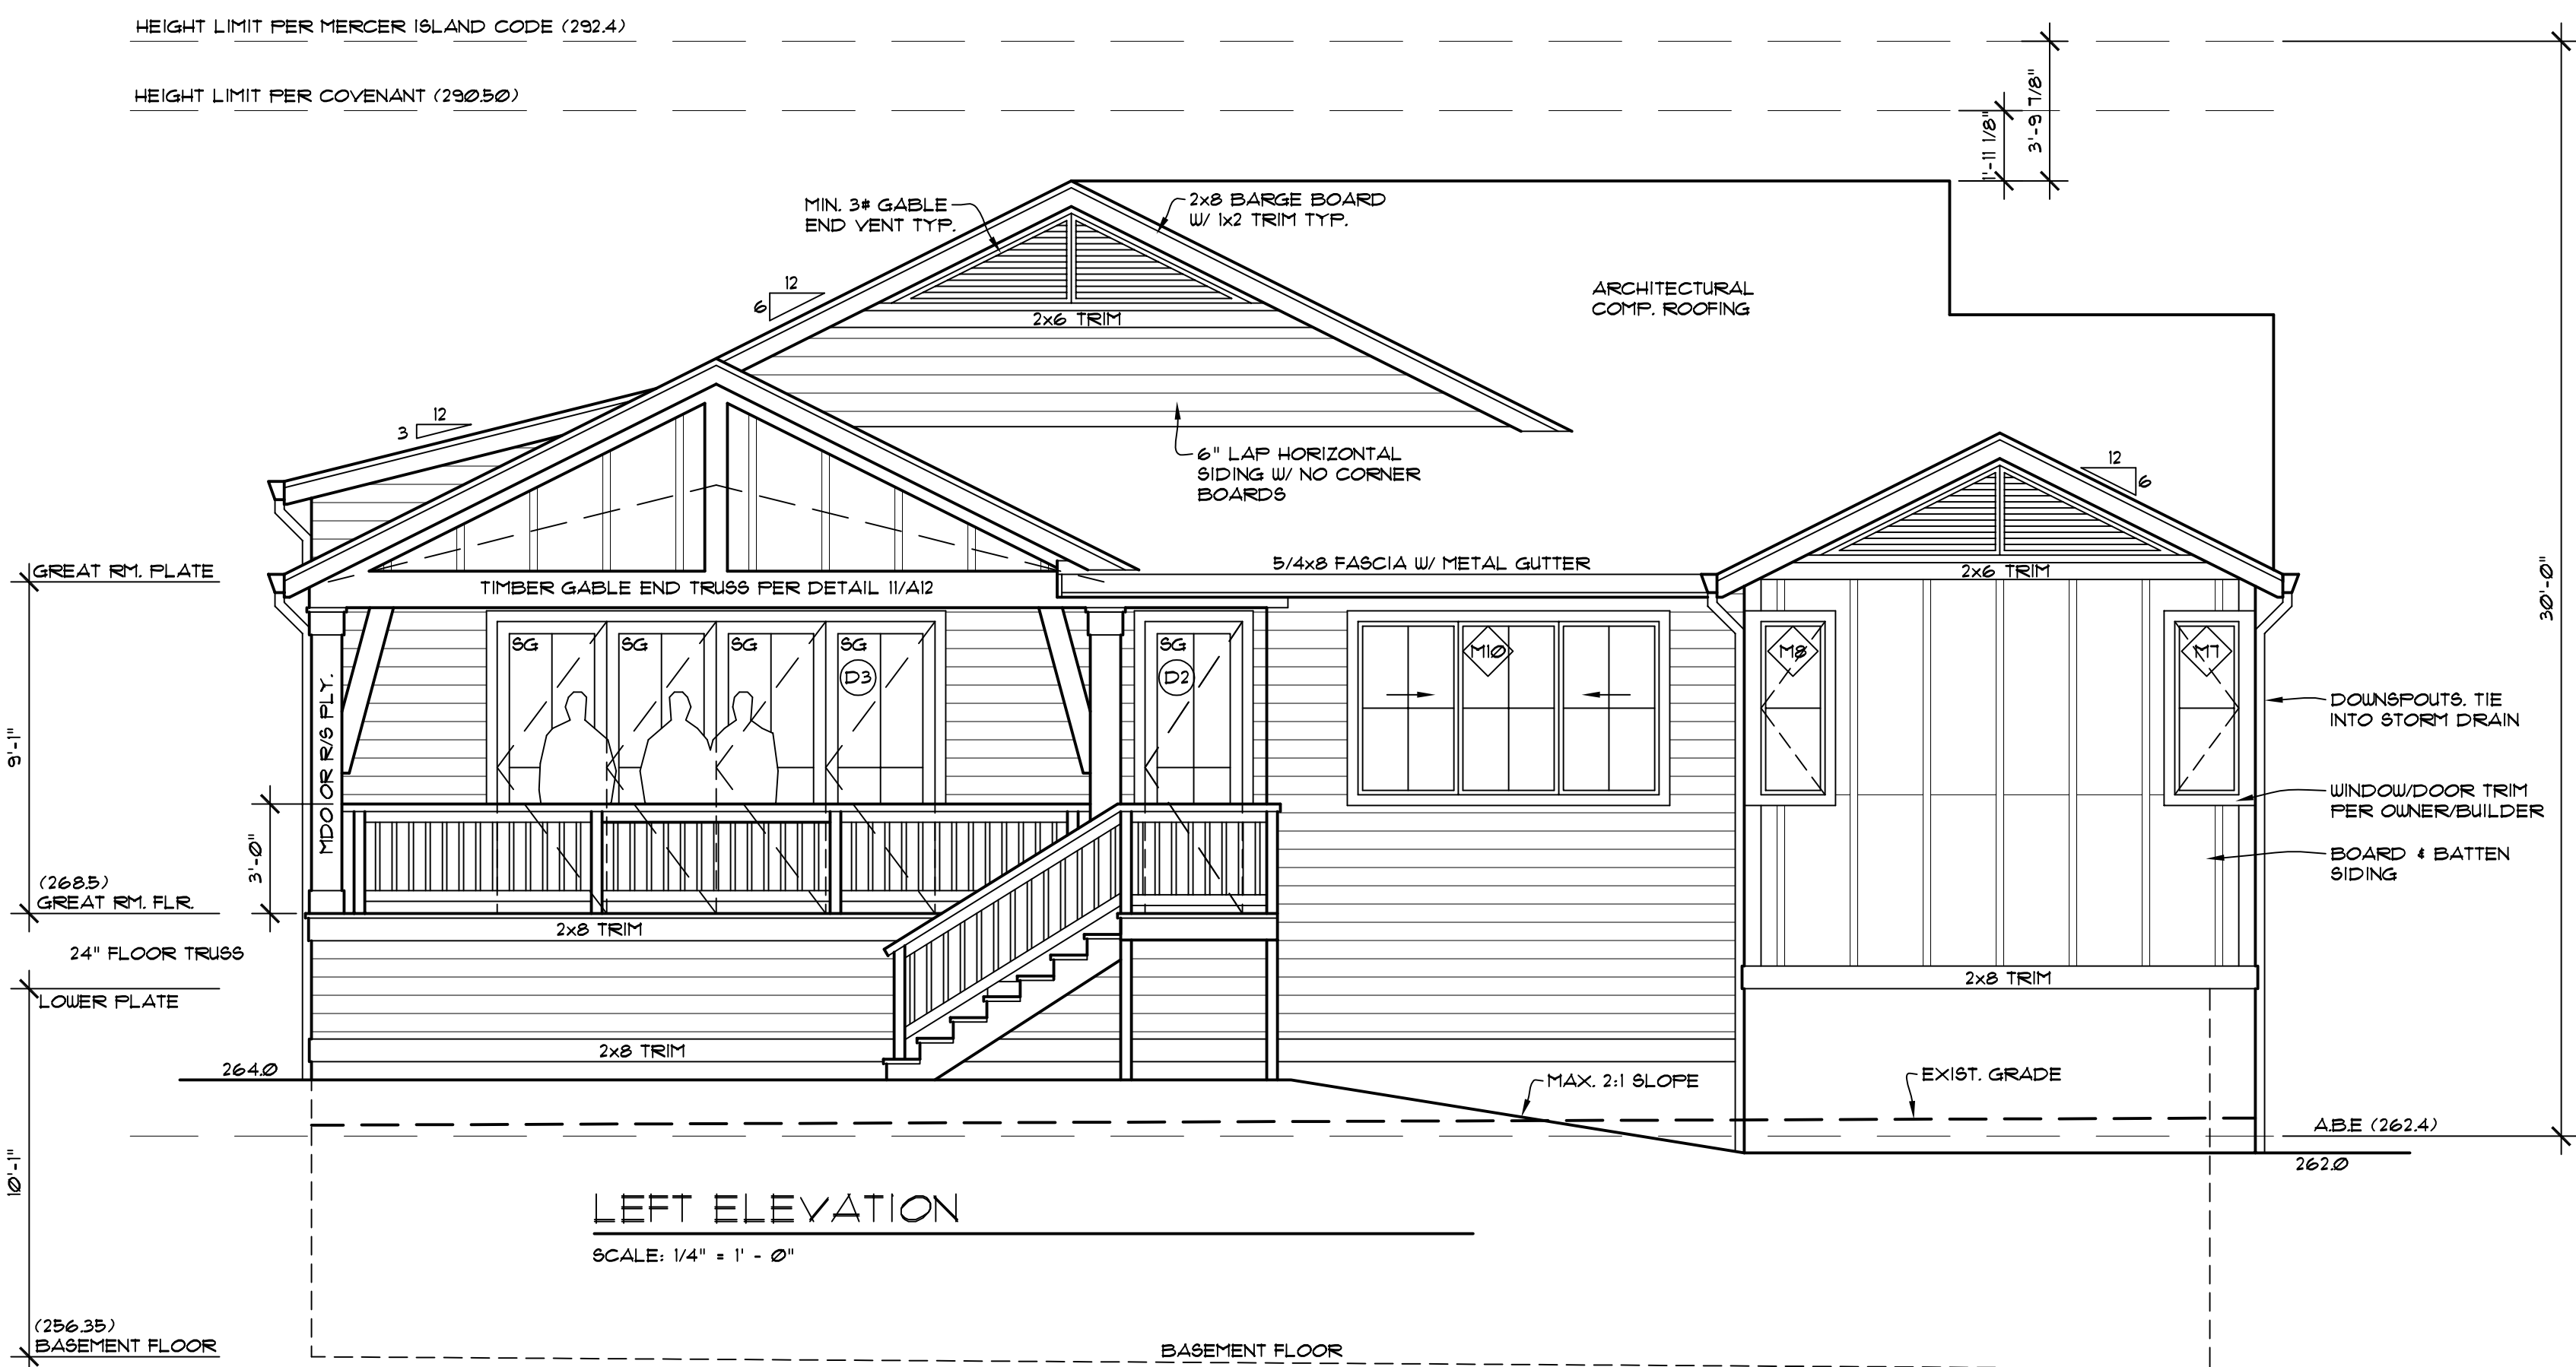 HEIGHT LIMIT PER MERCER ISLAND CODE (292.4)
HEIGHT LIMIT PER COVENANT (290.50)
1'-11 1/8"
3'-9 7/8"
MIN. 3# GABLE
END VENT TYP.
2x8 BARGE BOARD
W/ 1x2 TRIM TYP.
12
6
2x6 TRIM
ARCHITECTURAL
COMP. ROOFING
12
3
6" LAP HORIZONTAL
SIDING W/ NO CORNER
BOARDS
12
6
GREAT RM. PLATE
TIMBER GABLE END TRUSS PER DETAIL 11/A12
5/4x8 FASCIA W/ METAL GUTTER
2x6 TRIM
30'-0"
SG
SG
SG
SG
D3
SG
D2
M10
M8
M7
MDO OR R/S PLY.
9'-1"
3'-0"
DOWNSPOUTS. TIE
INTO STORM DRAIN
WINDOW/DOOR TRIM
PER OWNER/BUILDER
BOARD & BATTEN
SIDING
(268.5)
GREAT RM. FLR.
2x8 TRIM
24" FLOOR TRUSS
LOWER PLATE
2x8 TRIM
2x8 TRIM
264.0
MAX. 2:1 SLOPE
EXIST. GRADE
A.B.E (262.4)
262.0
10'-1"
LEFT ELEVATION
SCALE: 1/4" = 1' - 0"
(256.35)
BASEMENT FLOOR
BASEMENT FLOOR